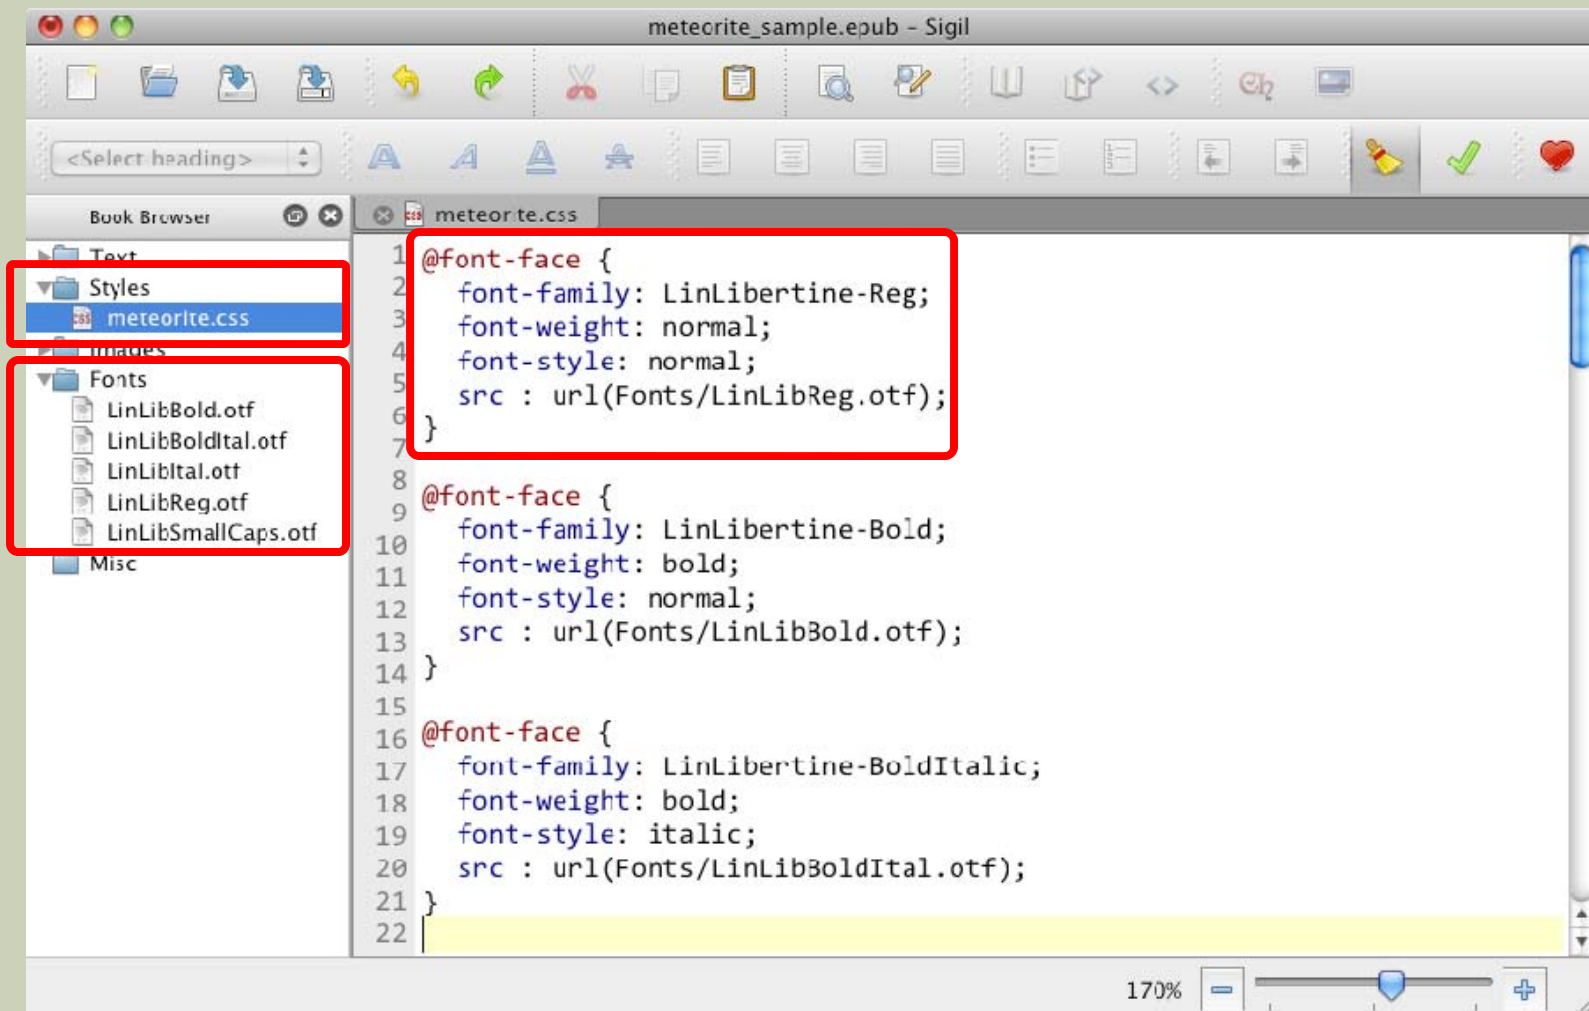 meteorite_sample.epub – Sigil
<Select heading>
Book Browser
meteorite.css
Text
Styles
meteorite.css
Images
Fonts
LinLibBold.otf
LinLibBoldItal.otf
LinLibItal.otf
LinLibReg.otf
LinLibSmallCaps.otf
Misc
1 @font-face {
2 font-family: LinLibertine-Reg;
3 font-weight: normal;
4 font-style: normal;
5 src : url(Fonts/LinLibReg.otf);
6 }
7
8 @font-face {
9 font-family: LinLibertine-Bold;
10 font-weight: bold;
11 font-style: normal;
12 src : url(Fonts/LinLibBold.otf);
13 }
14
15 @font-face {
16 font-family: LinLibertine-BoldItalic;
17 font-weight: bold;
18 font-style: italic;
19 src : url(Fonts/LinLibBoldItal.otf);
20 }
21
22
170%